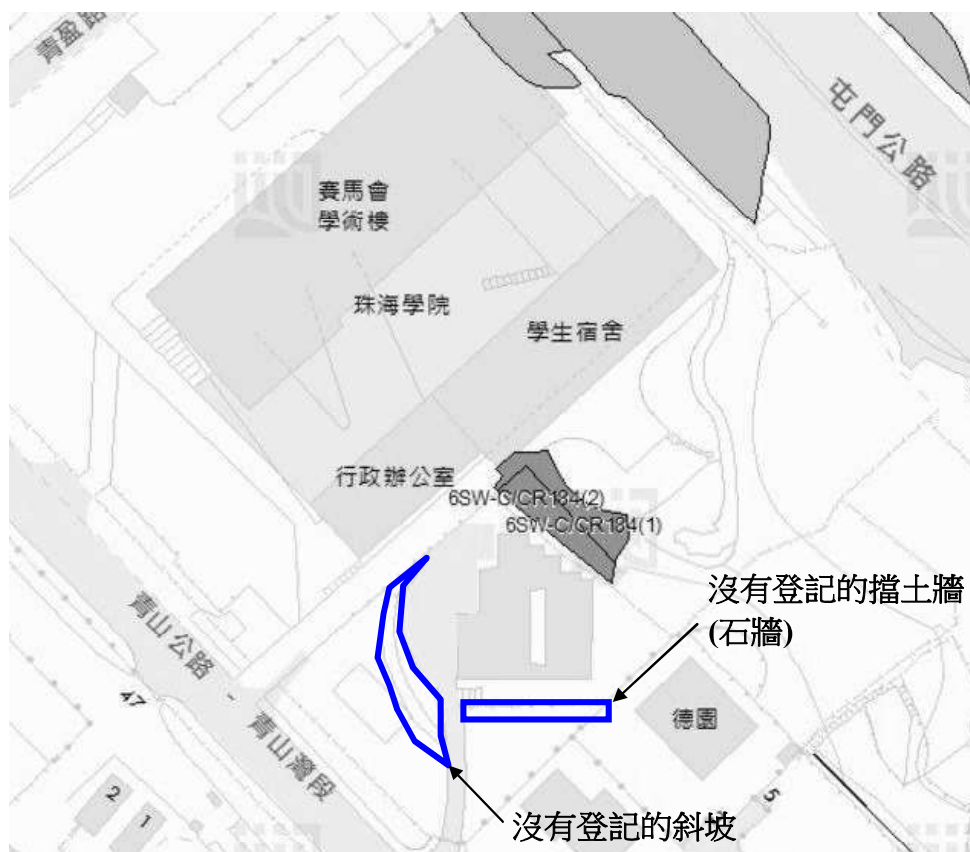 青盈路
屯門公路
賽馬會
學術樓
珠海學院
學生宿舍
行政辦公室
6SW-C/CR134(2)
6SW-C/CR134(1)
沒有登記的擋土牆
(石牆)
青山公路 - 青山灣段
47
德園
5
2
1
沒有登記的斜坡